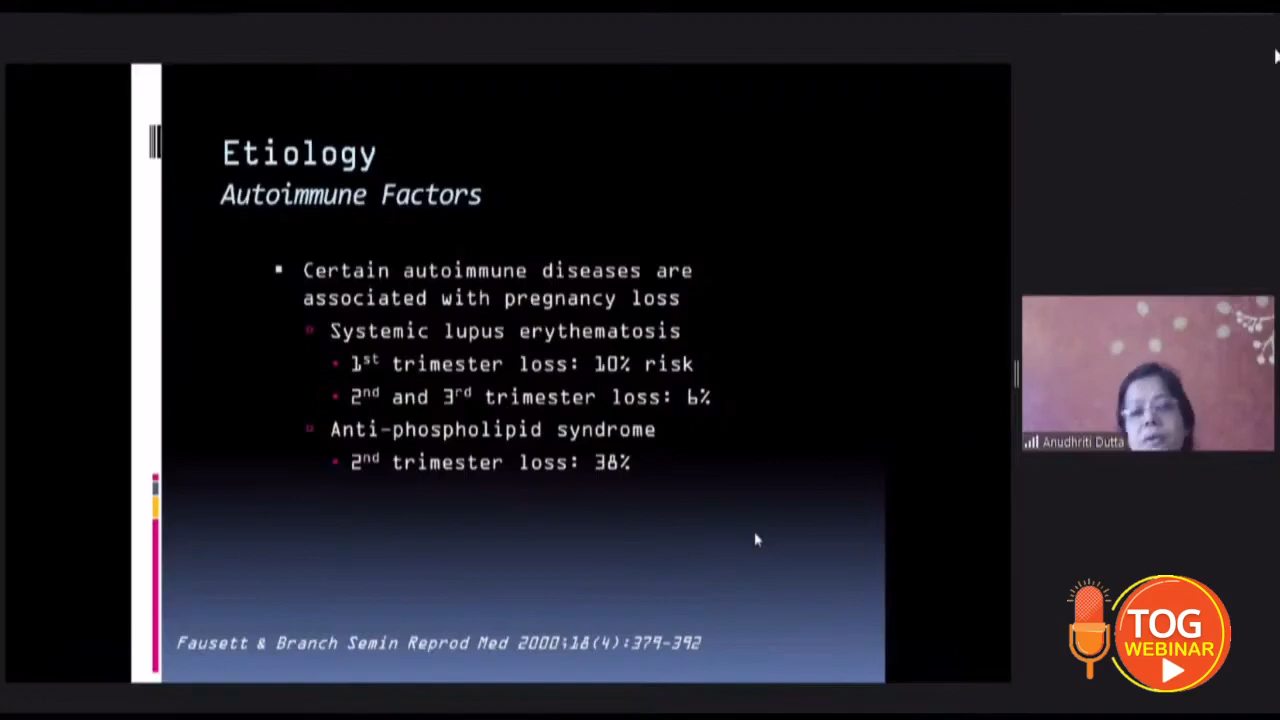 Etiology
Autoimmune Factors
▪ Certain autoimmune diseases are
associated with pregnancy loss
▫ Systemic lupus erythematosis
• 1st trimester loss: 10% risk
• 2nd and 3rd trimester loss: 6%
▫ Anti-phospholipid syndrome
• 2nd trimester loss: 38%
Fausett & Branch Semin Reprod Med 2000;18(4):379-392
Anudhriti Dutta
TOG
WEBINAR